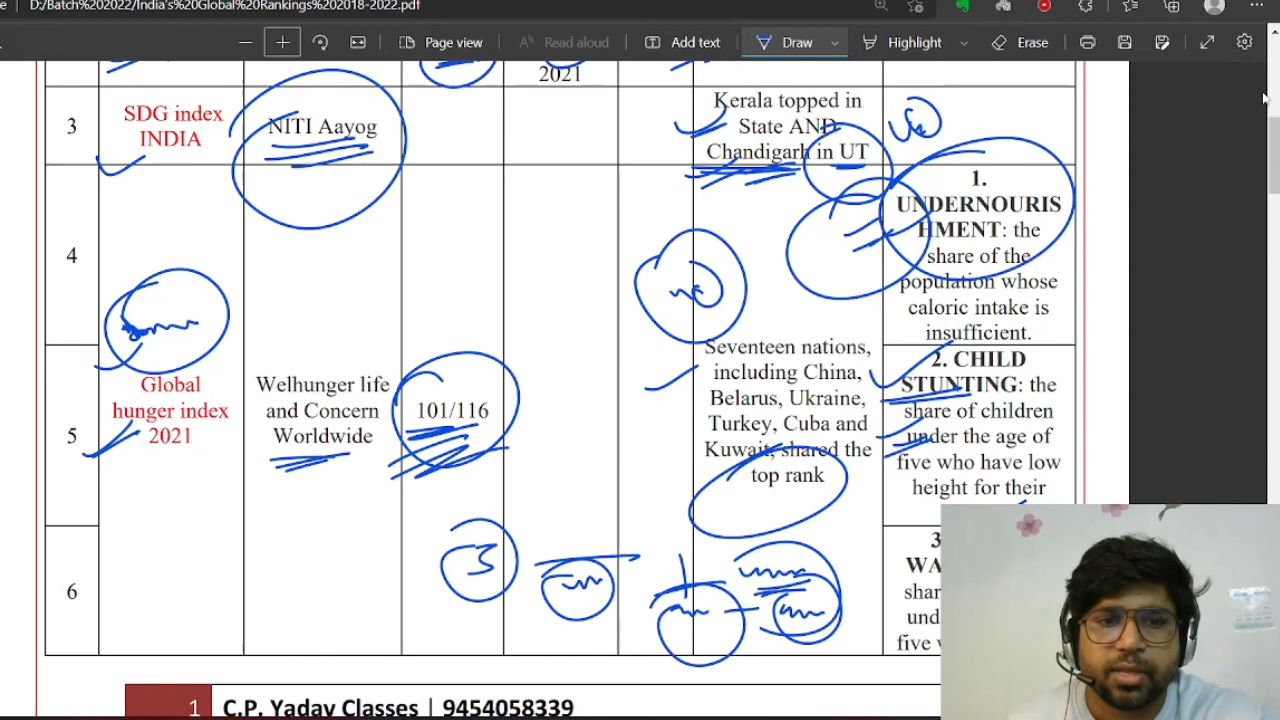 D:/Batch%202022/India's%20Global%20Rankings%202018-2022.pdf
Page view
Read aloud
Add text
Draw
Highlight
Erase
2021
3
SDG index
INDIA
NITI Aayog
Kerala topped in
State AND
Chandigarh in UT
4
1.
UNDERNOURIS
HMENT: the
share of the
population whose
caloric intake is
insufficient.
5
Global
hunger index
2021
Welhunger life
and Concern
Worldwide
101/116
Seventeen nations,
including China,
Belarus, Ukraine,
Turkey, Cuba and
Kuwait, shared the
top rank
2. CHILD
STUNTING: the
share of children
under the age of
five who have low
height for their
6
3
WA
shar
und
five
1 C.P. Yadav Classes | 9454058339